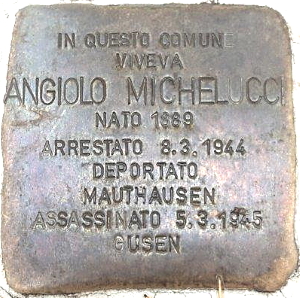 IN QUESTO COMUNE
VIVEVA
ANGIOLO MICHELUCCI
NATO 1889
ARRESTATO 8.3.1944
DEPORTATO
MAUTHAUSEN
ASSASSINATO 5.3.1945
GUSEN